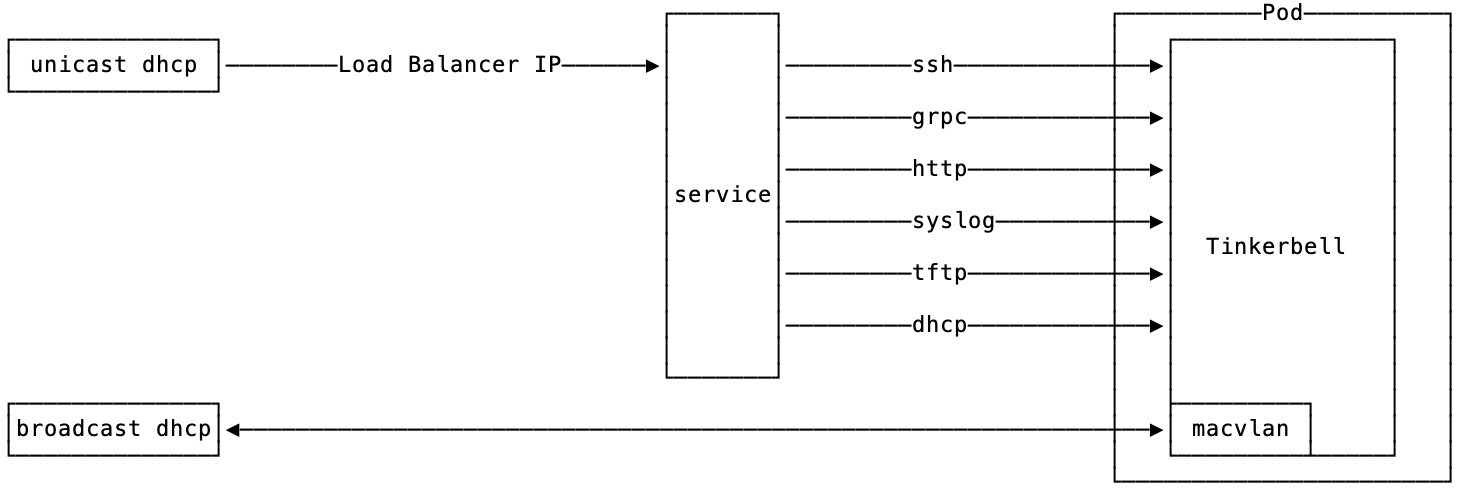 Pod
unicast dhcp
Load Balancer IP
ssh
grpc
http
service
syslog
Tinkerbell
tftp
dhcp
broadcast dhcp
macvlan